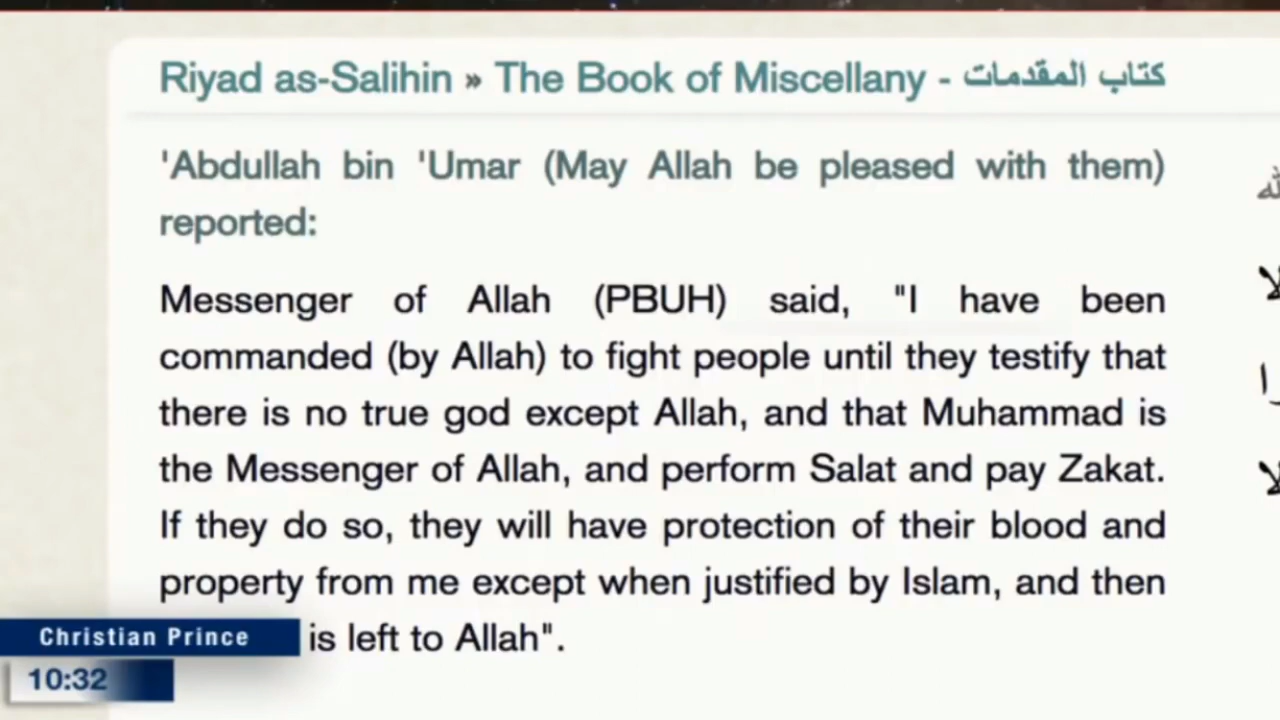 Riyad as-Salihin » The Book of Miscellany - كتاب المقدمات
'Abdullah bin 'Umar (May Allah be pleased with them)
reported:
Messenger of Allah (PBUH) said, "I have been
commanded (by Allah) to fight people until they testify that
there is no true god except Allah, and that Muhammad is
the Messenger of Allah, and perform Salat and pay Zakat.
If they do so, they will have protection of their blood and
property from me except when justified by Islam, and then
is left to Allah".
Christian Prince
10:32